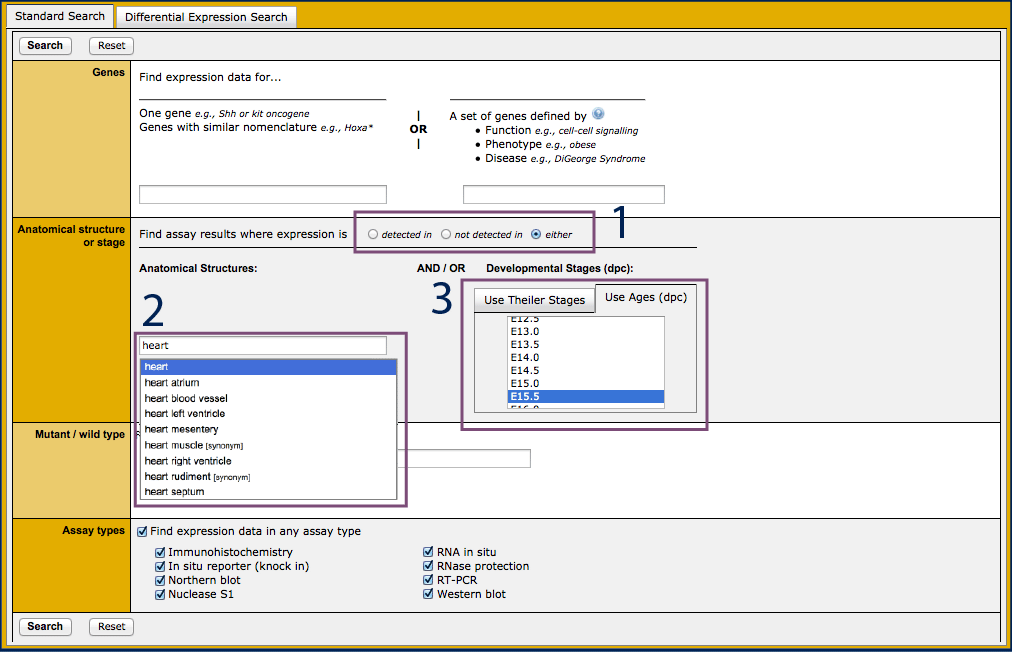 Standard Search
Differential Expression Search
Search
Reset
Genes
Find expression data for...
One gene e.g., Shh or kit oncogene
Genes with similar nomenclature e.g., Hoxa*
|
OR
|
A set of genes defined by ?
• Function e.g., cell-cell signalling
• Phenotype e.g., obese
• Disease e.g., DiGeorge Syndrome
Anatomical structure
or stage
Find assay results where expression is
detected in
not detected in
either
1
Anatomical Structures:
AND / OR
Developmental Stages (dpc):
2
3
Use Theiler Stages
Use Ages (dpc)
E12.5
E13.0
E13.5
E14.0
E14.5
E15.0
E15.5
E16.0
heart
heart
heart atrium
heart blood vessel
heart left ventricle
heart mesentery
heart muscle [synonym]
heart right ventricle
heart rudiment [synonym]
heart septum
Mutant / wild type
Assay types
Find expression data in any assay type
Immunohistochemistry
In situ reporter (knock in)
Northern blot
Nuclease S1
RNA in situ
RNase protection
RT-PCR
Western blot
Search
Reset